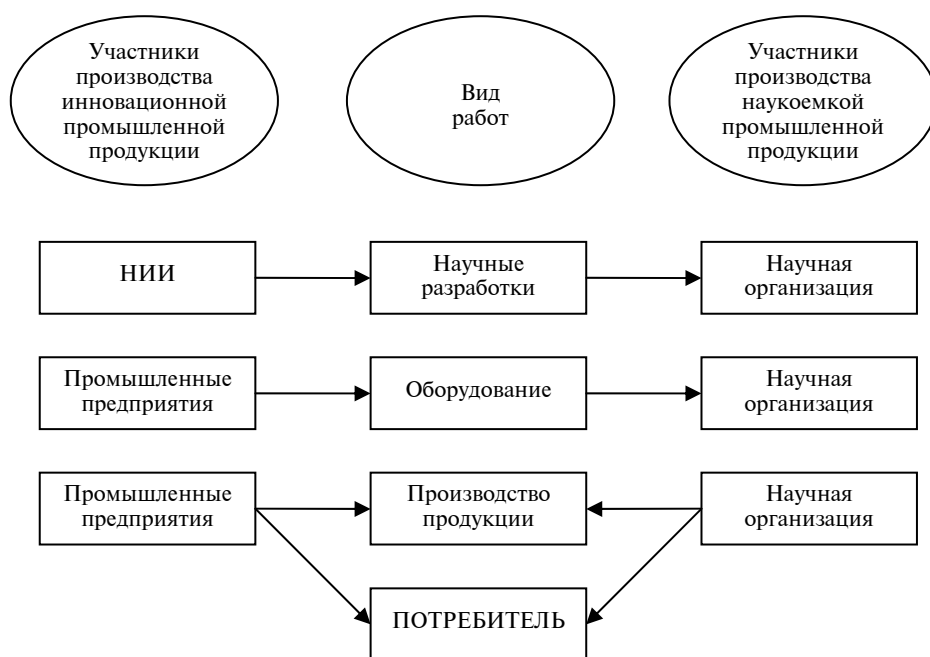 Участники
производства
инновационной
промышленной
продукции
Вид
работ
Участники
производства
наукоемкой
промышленной
продукции
НИИ
Научные
разработки
Научная
организация
Промышленные
предприятия
Оборудование
Научная
организация
Промышленные
предприятия
Производство
продукции
Научная
организация
ПОТРЕБИТЕЛЬ